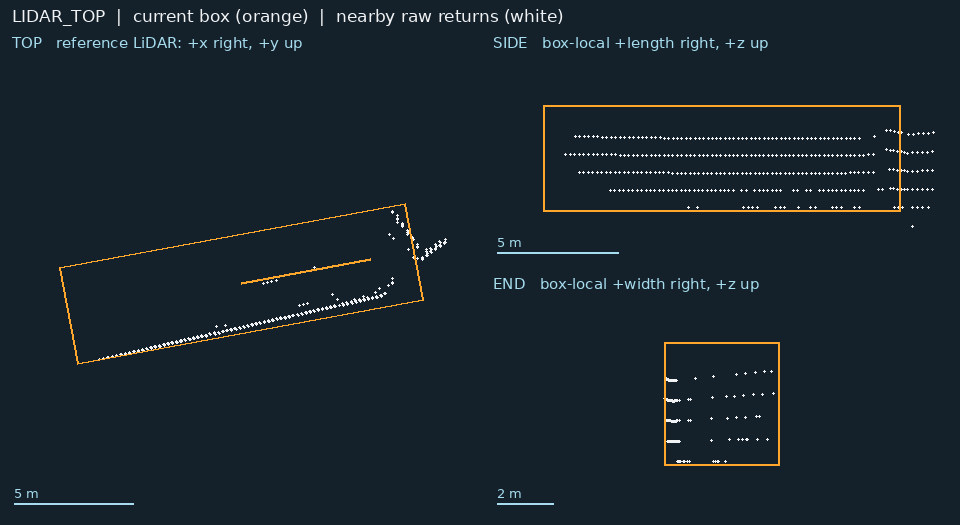 LIDAR_TOP | current box (orange) | nearby raw returns (white)
TOP reference LiDAR: +x right, +y up
SIDE box-local +length right, +z up
5 m
END box-local +width right, +z up
5 m
2 m